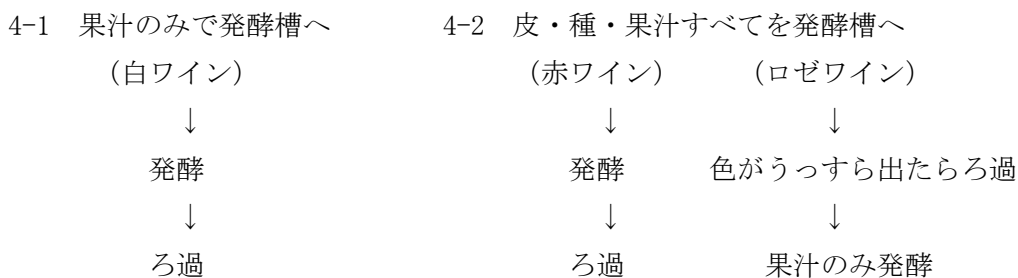 4-1 果汁のみで発酵槽へ 4-2 皮・種・果汁すべてを発酵槽へ
(白ワイン) (赤ワイン) (ロゼワイン)
↓ ↓ ↓
発酵 発酵 色がうっすら出たらろ過
↓ ↓ ↓
ろ過 ろ過 果汁のみ発酵